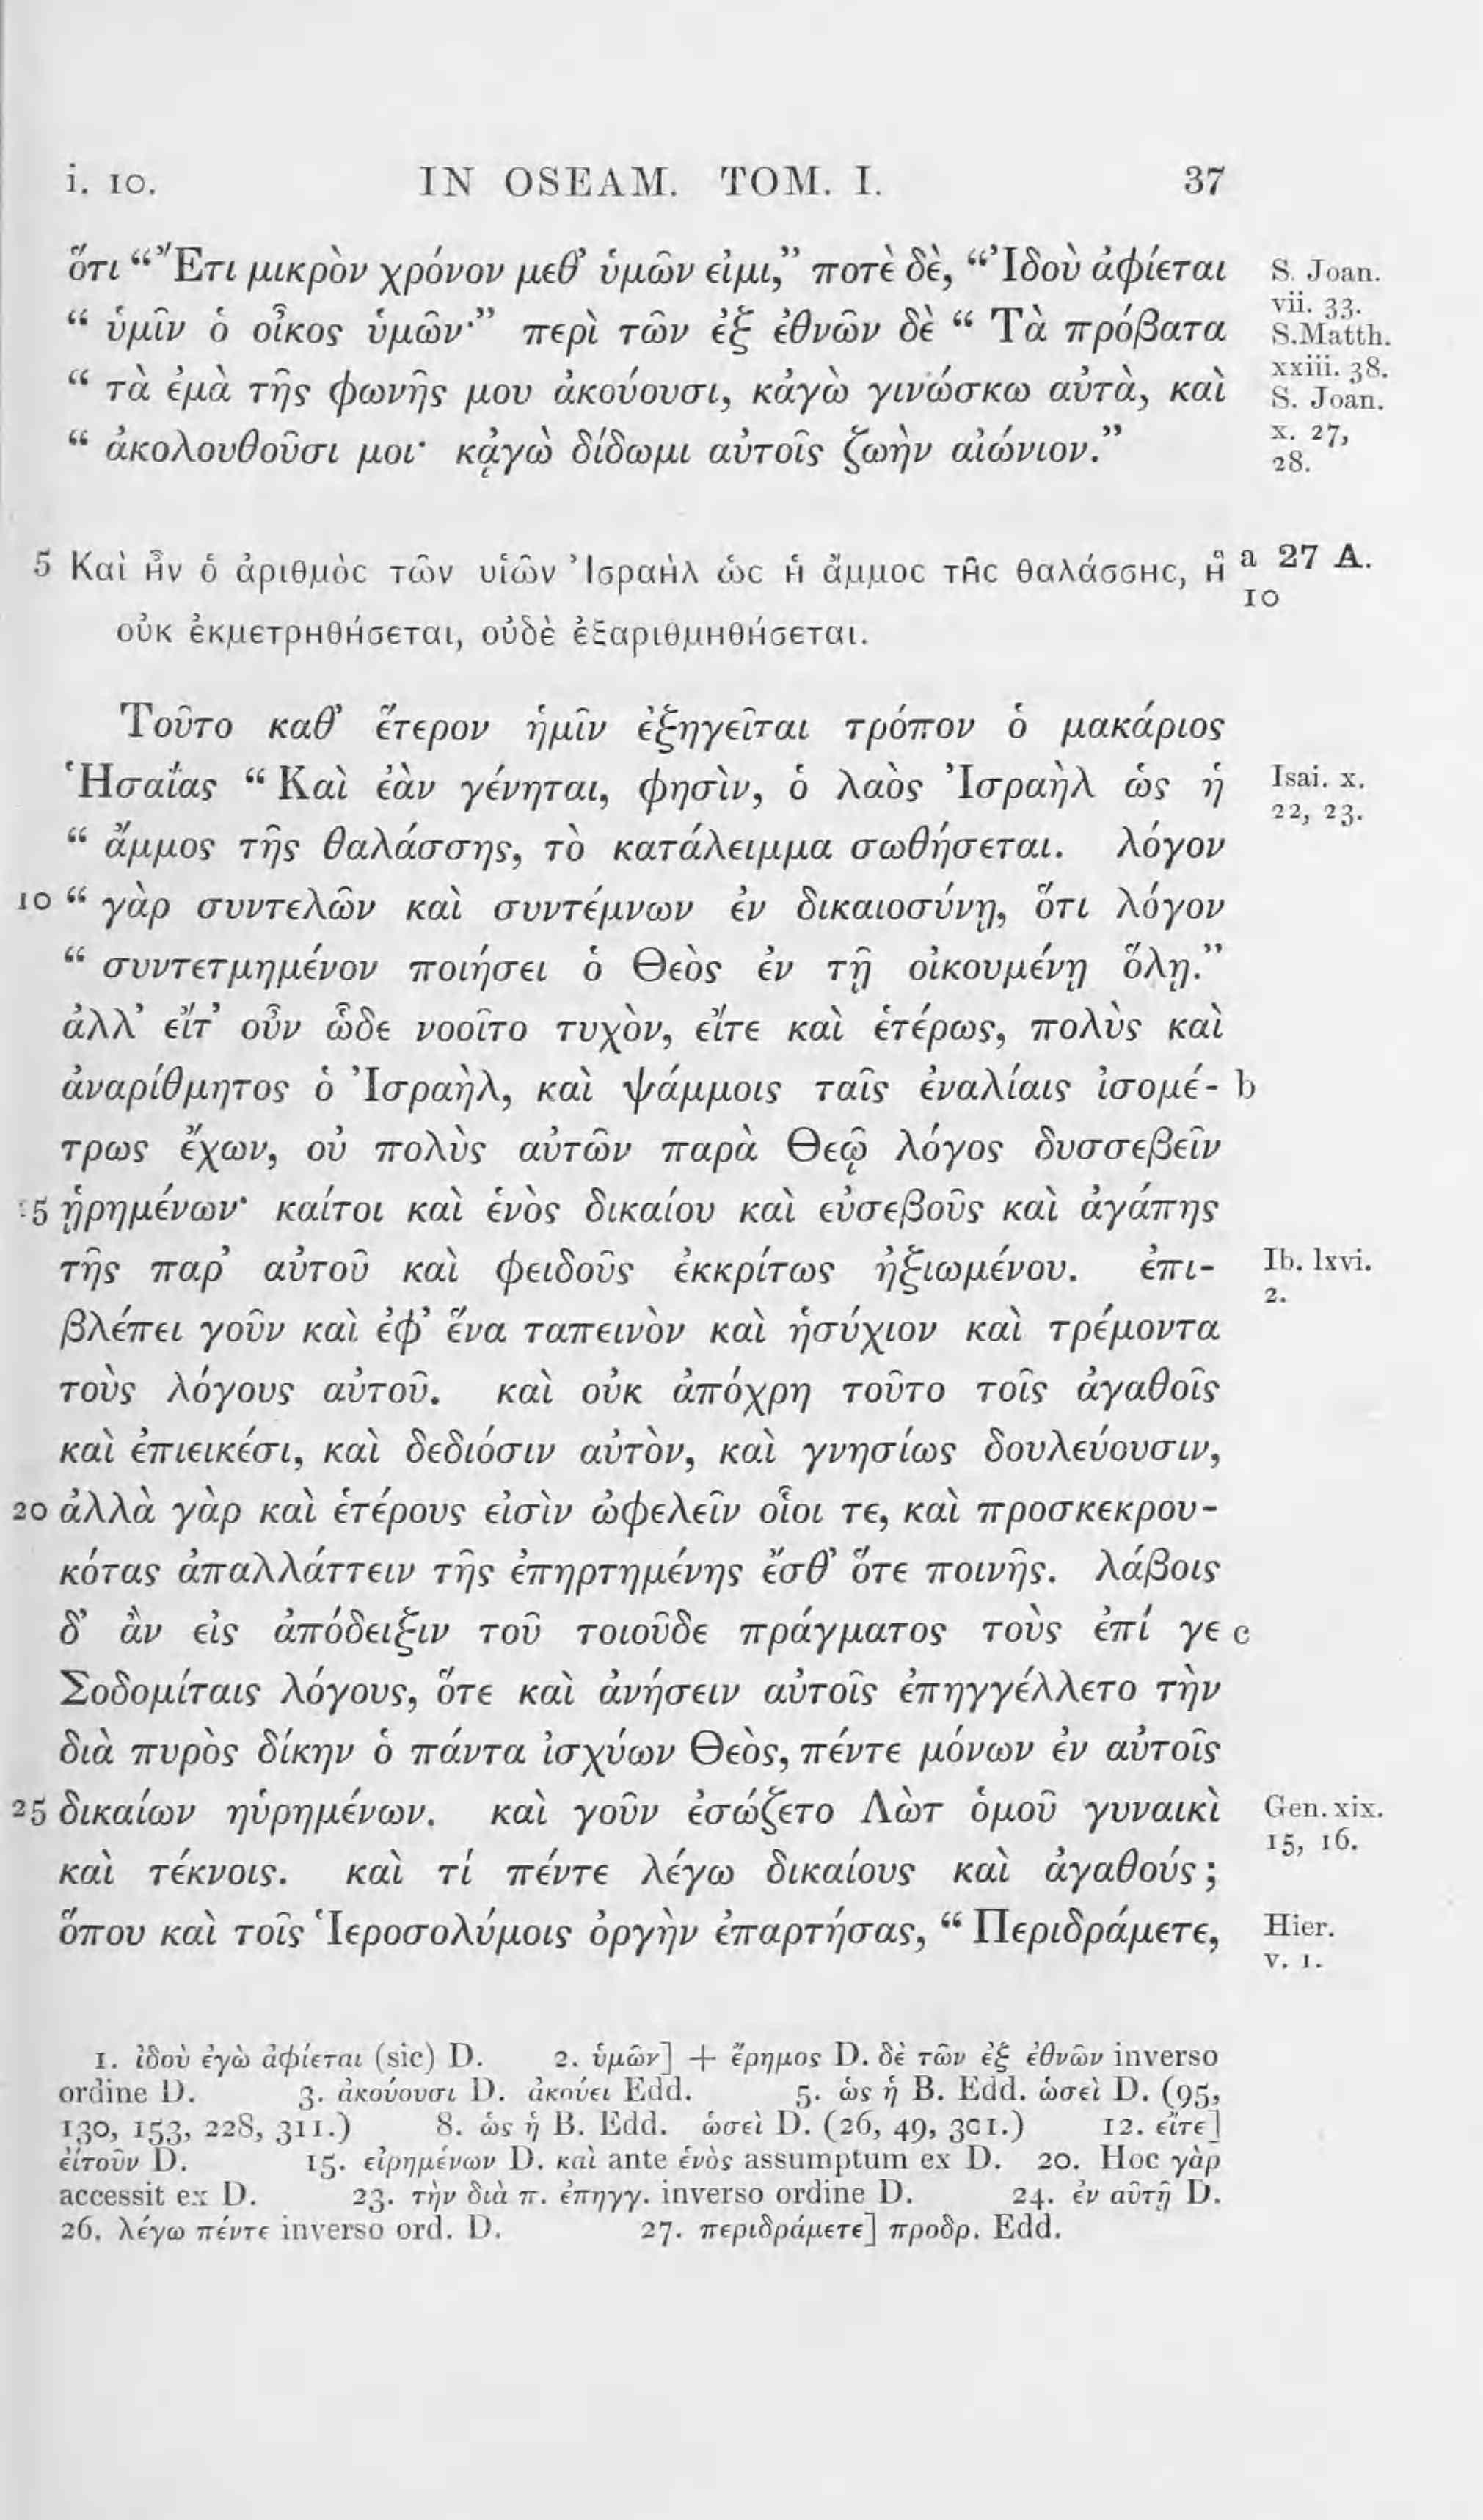 i. 10. IN OSEAM. TOM. I. 37
ὅτι “Ἔτι μικρὸν χρόνον μεθ’ ὑμῶν εἰμι,” ποτὲ δὲ, “Ἰδοὺ ἀφίεται S. Joan. vii. 33.
“ ὑμῖν ὁ οἶκος ὑμῶν·” περὶ τῶν ἐξ ἐθνῶν δὲ “ Τὰ πρόβατα S.Matth. xxiii. 38.
“ τὰ ἐμὰ τῆς φωνῆς μου ἀκούουσι, κἀγὼ γινώσκω αὐτὰ, καὶ S. Joan.
“ ἀκολουθοῦσι μοι· κᾀγὼ δίδωμι αὐτοῖς ζωὴν αἰώνιον.” x. 27, 28.
5 Καὶ ἦν ὁ ἀριθμὸς τῶν υἱῶν Ἰσραὴλ ὡς ἡ ἄμμος τῆς θαλάσσης, ἣ a 27 A.
10
οὐκ ἐκμετρηθήσεται, οὐδὲ ἐξαριθμηθήσεται.
Τοῦτο καθ’ ἕτερον ἡμῖν ἐξηγεῖται τρόπον ὁ μακάριος
Ἡσαΐας “ Καὶ ἐὰν γένηται, φησὶν, ὁ λαὸς Ἰσραὴλ ὡς ἡ Isai. x. 22, 23.
“ ἄμμος τῆς θαλάσσης, τὸ κατάλειμμα σωθήσεται. λόγον
10 “ γὰρ συντελῶν καὶ συντέμνων ἐν δικαιοσύνῃ, ὅτι λόγον
“ συντετμημένον ποιήσει ὁ Θεὸς ἐν τῇ οἰκουμένῃ ὅλῃ.”
ἀλλ’ εἴτ’ οὖν ὧδε νοοῖτο τυχὸν, εἴτε καὶ ἑτέρως, πολὺς καὶ
ἀναρίθμητος ὁ Ἰσραὴλ, καὶ ψάμμοις ταῖς ἐναλίαις ἰσομέ- b
τρως ἔχων, οὐ πολὺς αὐτῶν παρὰ Θεῷ λόγος δυσσεβεῖν
15 ᾑρημένων· καίτοι καὶ ἑνὸς δικαίου καὶ εὐσεβοῦς καὶ ἀγάπης
τῆς παρ’ αὐτοῦ καὶ φειδοῦς ἐκκρίτως ἠξιωμένου. ἐπι- Ib. lxvi. 2.
βλέπει γοῦν καὶ ἐφ’ ἕνα ταπεινὸν καὶ ἡσύχιον καὶ τρέμοντα
τοὺς λόγους αὐτοῦ. καὶ οὐκ ἀπόχρη τοῦτο τοῖς ἀγαθοῖς
καὶ ἐπιεικέσι, καὶ δεδιόσιν αὐτὸν, καὶ γνησίως δουλεύουσιν,
20 ἀλλὰ γὰρ καὶ ἑτέρους εἰσὶν ὠφελεῖν οἷοι τε, καὶ προσκεκρου-
κότας ἀπαλλάττειν τῆς ἐπηρτημένης ἔσθ’ ὅτε ποινῆς. λάβοις
δ’ ἂν εἰς ἀπόδειξιν τοῦ τοιοῦδε πράγματος τοὺς ἐπί γε c
Σοδομίταις λόγους, ὅτε καὶ ἀνήσειν αὐτοῖς ἐπηγγέλλετο τὴν
διὰ πυρὸς δίκην ὁ πάντα ἰσχύων Θεὸς, πέντε μόνων ἐν αὐτοῖς
25 δικαίων ηὑρημένων. καὶ γοῦν ἐσώζετο Λὼτ ὁμοῦ γυναικὶ Gen. xix. 15, 16.
καὶ τέκνοις. καὶ τί πέντε λέγω δικαίους καὶ ἀγαθούς;
ὅπου καὶ τοῖς Ἱεροσολύμοις ὀργὴν ἐπαρτήσας, “ Περιδράμετε, Hier. v. 1.
1. ἰδοὺ ἐγὼ ἀφίεται (sic) D. 2. ὑμῶν] + ἔρημος D. δὲ τῶν ἐξ ἐθνῶν inverso
ordine D. 3. ἀκούουσι D. ἀκούει Edd. 5. ὡς ἡ B. Edd. ὡσεὶ D. (95,
130, 153, 228, 311.) 8. ὡς ἡ B. Edd. ὡσεὶ D. (26, 49, 301.) 12. εἴτε]
εἴτοῦν D. 15. εἰρημένων D. καὶ ante ἑνὸς assumptum ex D. 20. Hoc γὰρ
accessit ex D. 23. τὴν διὰ π. ἐπηγγ. inverso ordine D. 24. ἐν αὐτῇ D.
26. λέγω πέντε inverso ord. D. 27. περιδράμετε] προδρ. Edd.